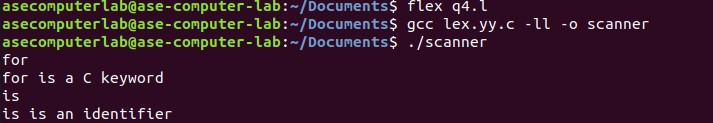 asecomputerlab@ase-computer-lab:~/Documents$ flex q4.l
asecomputerlab@ase-computer-lab:~/Documents$ gcc lex.yy.c -ll -o scanner
asecomputerlab@ase-computer-lab:~/Documents$ ./scanner
for
for is a C keyword
is
is is an identifier